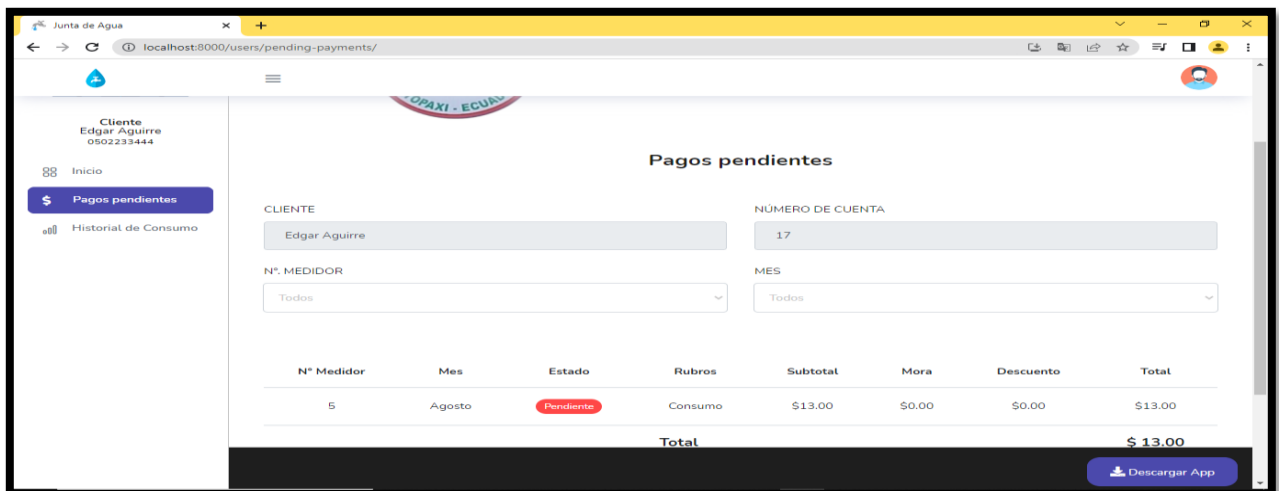 Junta de Agua
localhost:8000/users/pending-payments/
OPAXI - ECUA
Cliente
Edgar Aguirre
0502233444
Inicio
$ Pagos pendientes
Historial de Consumo
Pagos pendientes
CLIENTE
NÚMERO DE CUENTA
Edgar Aguirre
17
N°. MEDIDOR
MES
Todos
Todos
N° Medidor Mes Estado Rubros Subtotal Mora Descuento Total
5 Agosto Pendiente Consumo $13.00 $0.00 $0.00 $13.00
Total $ 13.00
Descargar App